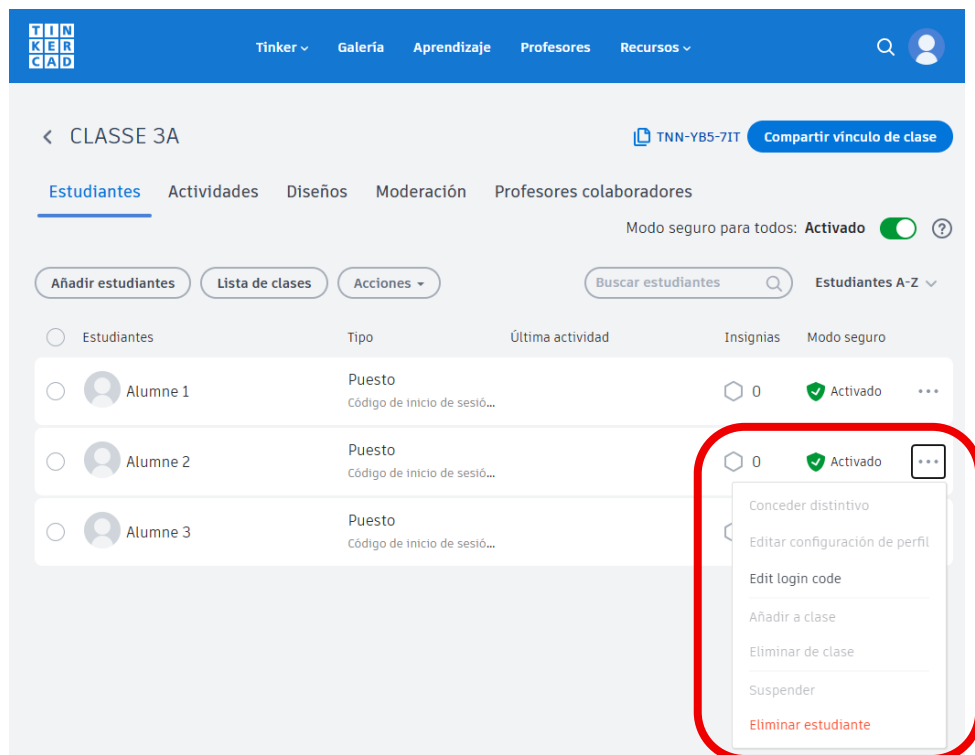 TIN
KER
CAD
Tinker Galería Aprendizaje Profesores Recursos
CLASSE 3A TNN-YB5-7IT Compartir vínculo de clase
Estudiantes Actividades Diseños Moderación Profesores colaboradores
Modo seguro para todos: Activado ?
Añadir estudiantes Lista de clases Acciones Buscar estudiantes Estudiantes A-Z
Estudiantes Tipo Última actividad Insignias Modo seguro
Alumne 1 Puesto 0 Activado ...
Código de inicio de sesió...
Alumne 2 Puesto 0 Activado ...
Código de inicio de sesió...
Alumne 3 Puesto
Código de inicio de sesió...
Conceder distintivo
Editar configuración de perfil
Edit login code
Añadir a clase
Eliminar de clase
Suspender
Eliminar estudiante